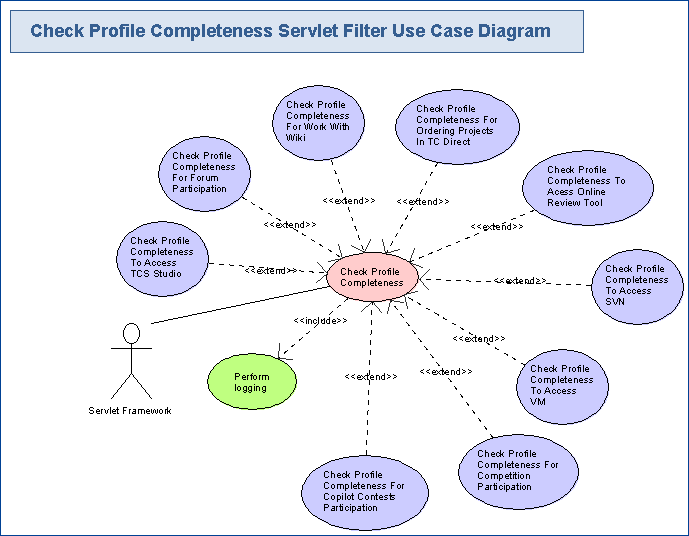 Check Profile Completeness Servlet Filter Use Case Diagram
Check Profile
Completeness
For Work With
Wiki
Check Profile
Completeness For
Ordering Projects
In TC Direct
Check Profile
Completeness
For Forum
Participation
Check Profile
Completeness To
Acess Online
Review Tool
<<extend>>
<<extend>>
<<extend>>
<<extend>>
Check Profile
Completeness
To Access
TCS Studio
<<extend>>
Check Profile
Completeness
<<extend>>
Check Profile
Completeness
To Access
SVN
<<include>>
<<extend>>
Servlet Framework
Perform
logging
<<extend>>
<<extend>>
Check Profile
Completeness
To Access
VM
Check Profile
Completeness For
Copilot Contests
Participation
Check Profile
Completeness For
Competition
Participation